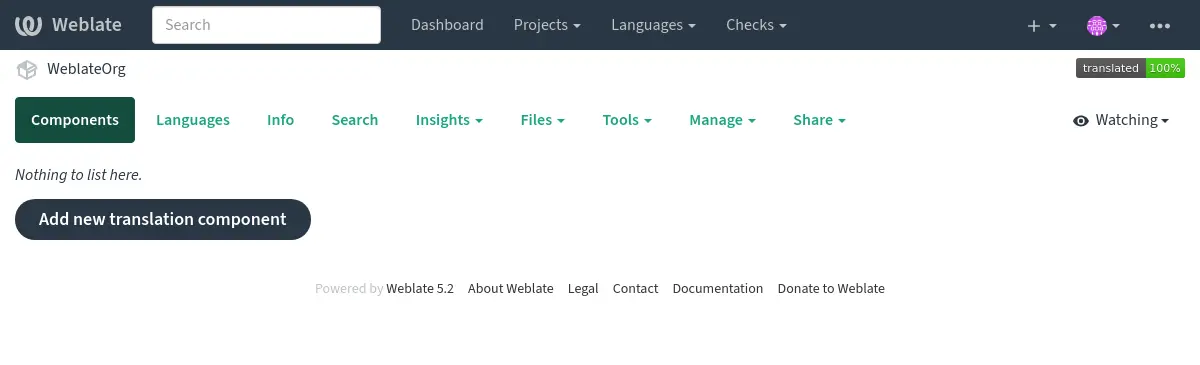 Weblate Search Dashboard Projects Languages Checks
WeblateOrg translated 100%
Components Languages Info Search Insights Files Tools Manage Share Watching
Nothing to list here.
Add new translation component
Powered by Weblate 5.2 About Weblate Legal Contact Documentation Donate to Weblate